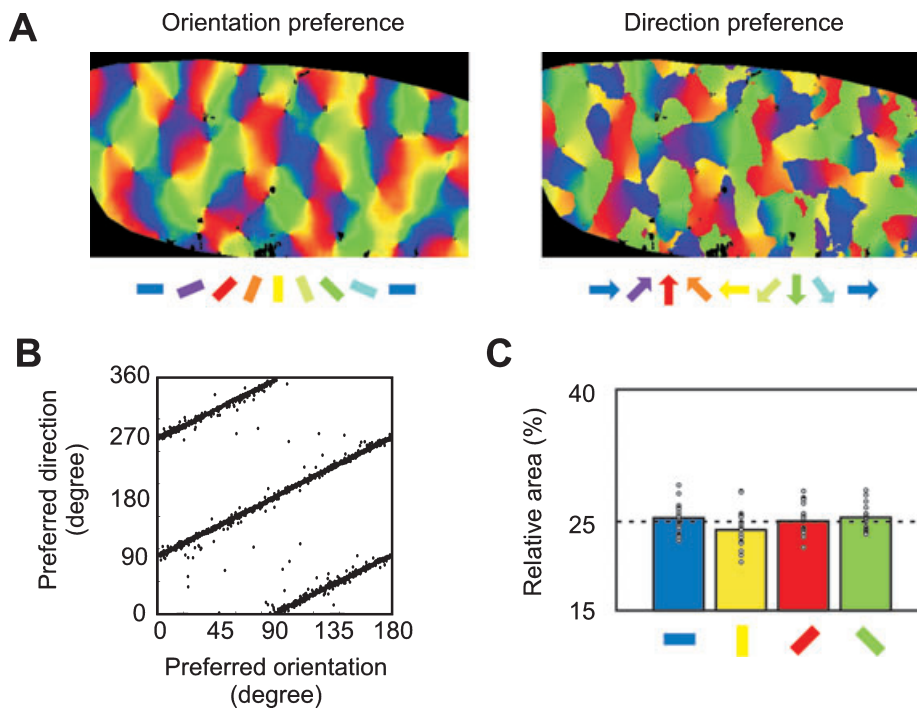 A
Orientation preference
Direction preference
B
360
270
180
90
0
Preferred direction
(degree)
0 45 90 135 180
Preferred orientation
(degree)
C
40
25
15
Relative area (%)